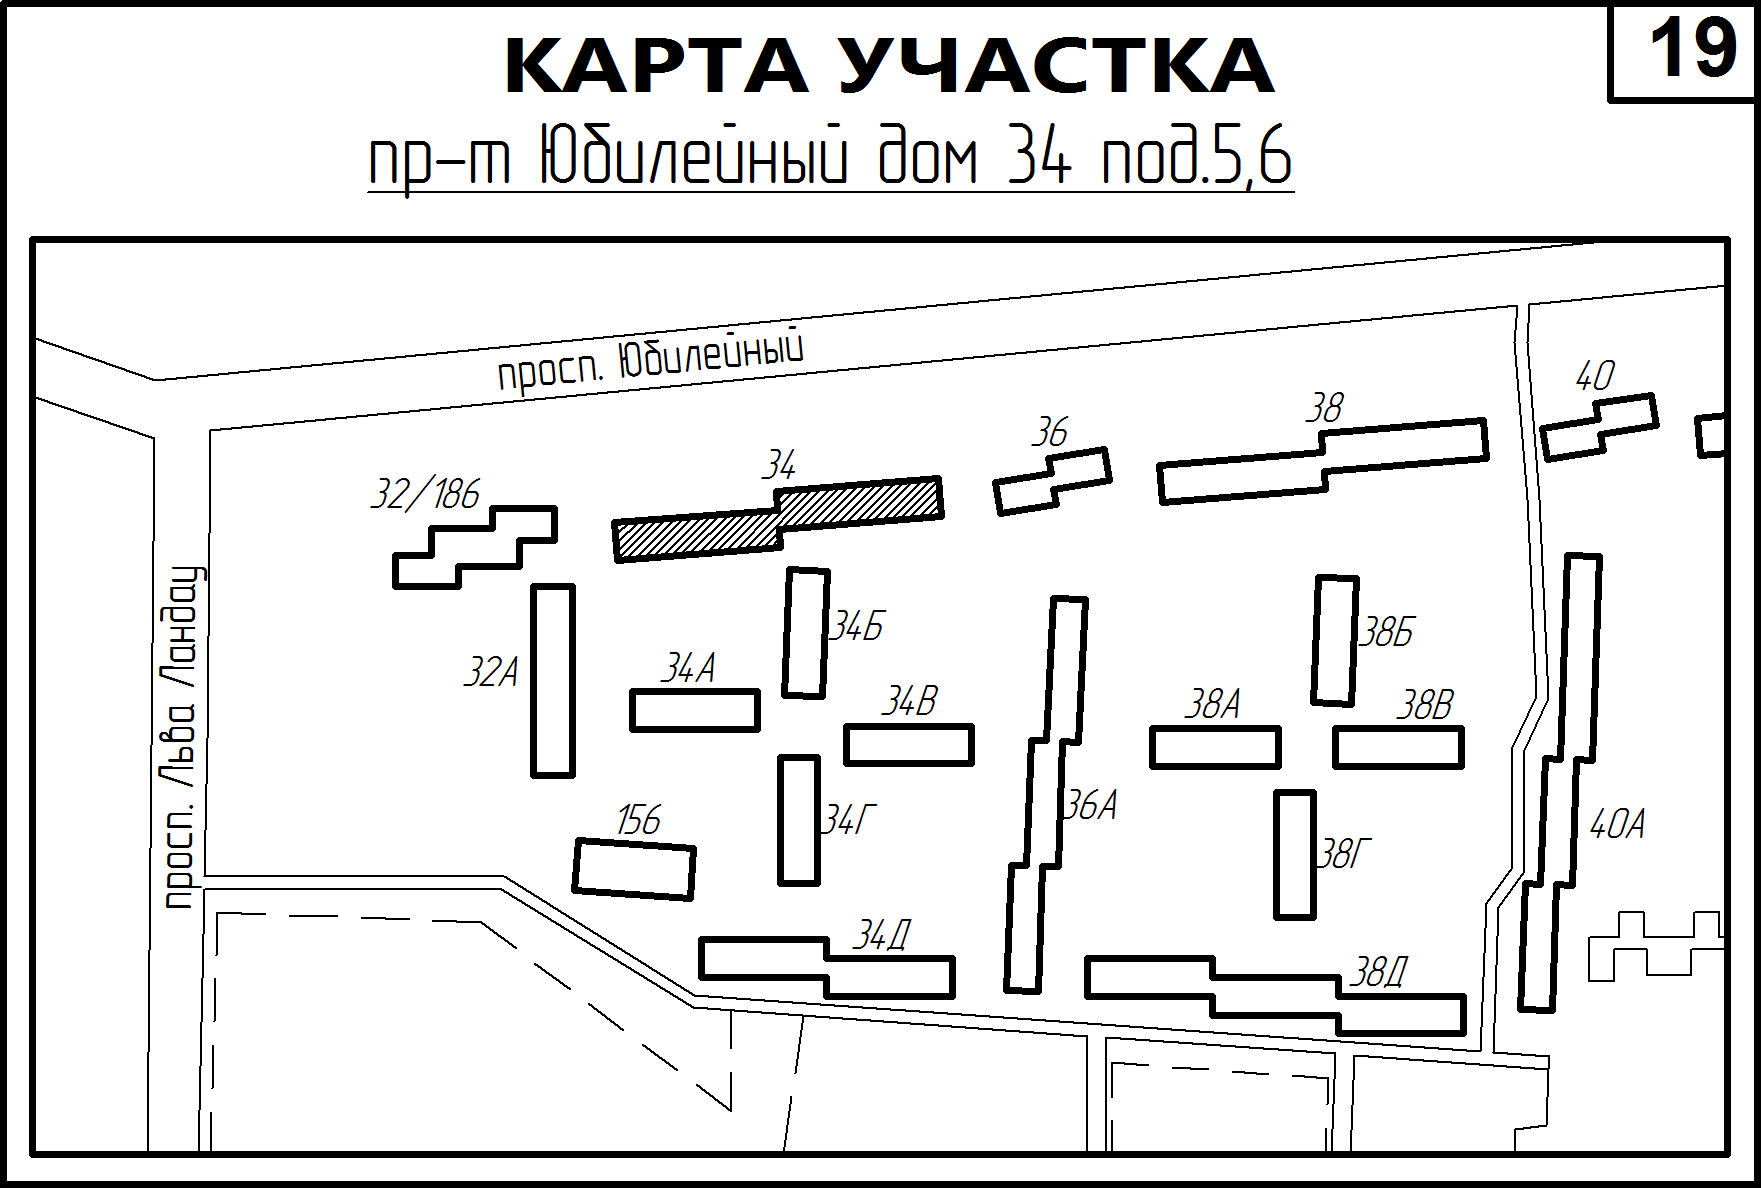 19
КАРТА УЧАСТКА
пр-т Юбилейный дом 34 под.5,6
просп. Юбилейный
40
38
36
34
32/186
34Б
38Б
32А
34А
34В
38А
38В
просп. Льва Ландау
156
34Г
36А
38Г
40А
34Д
38Д